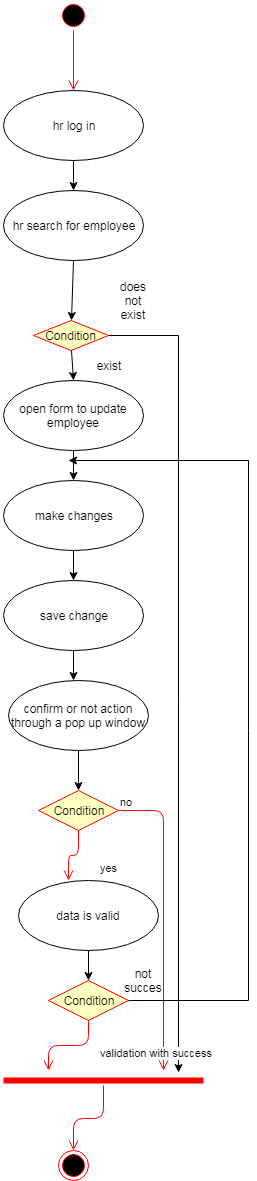 hr log in
hr search for employee
does
not
exist
Condition
exist
open form to update
employee
make changes
save change
confirm or not action
through a pop up window
Condition
no
yes
data is valid
not
succes
Condition
validation with success